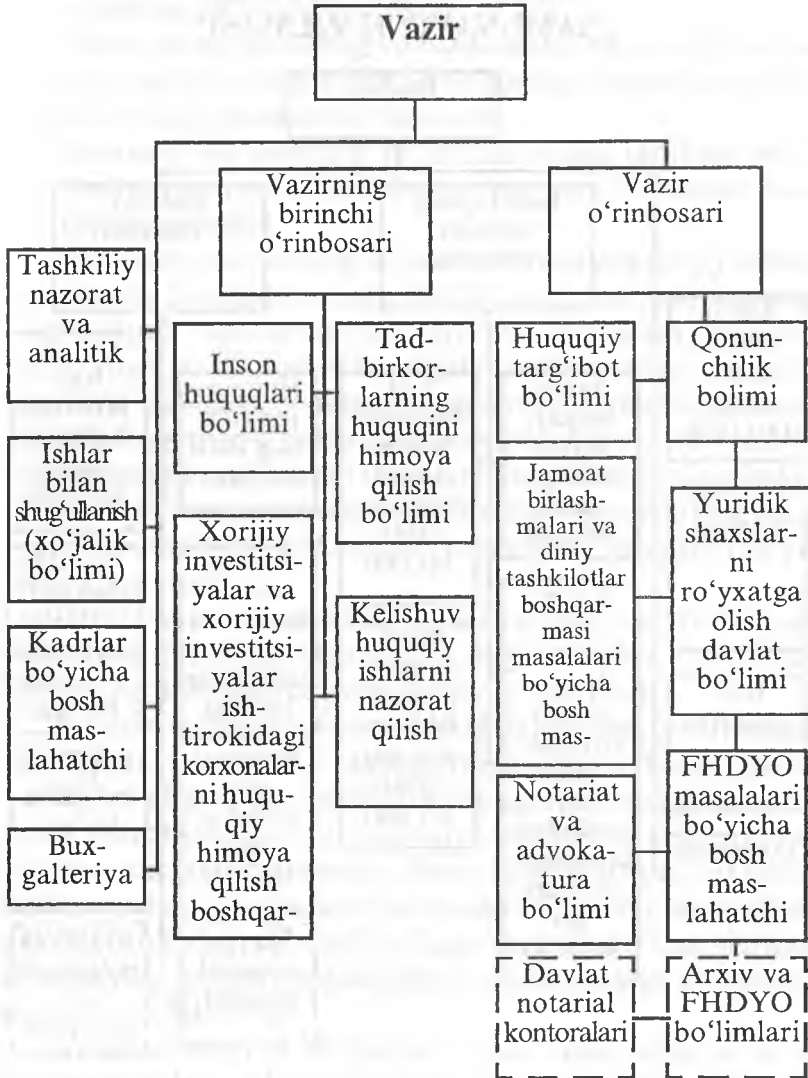 Vazir
Vazirning
birinchi
o‘rinbosari
Vazir
o‘rinbosari
Tashkiliy
nazorat
va
analitik
Ishlar
bilan
shug‘ullanish
(xo‘jalik
bo‘limi)
Kadrlar
bo‘yicha
bosh
mas-
lahatchi
Bux-
galteriya
Inson
huquqlari
bo‘limi
Xorijiy
investitsi-
yalar va
xorijiy
investitsi-
yalar
ish-
tirokidagi
korxonalar-
ni huqu-
qiy
himoya
qilish
boshqar-
Tad-
birkor-
larning
huquqini
himoya
qilish
bo‘limi
Kelishuv
huquqiy
ishlarni
nazorat
qilish
Huquqiy
targ‘ibot
bo‘limi
Jamoat
birlash-
malari va
diniy
tashkilotlar
boshqar-
masi
masalalari
bo‘yicha
bosh
mas-
Notariat
va
advoka-
tura
bo‘limi
Davlat
notarial
kontoralari
Qonun-
chilik
bolimi
Yuridik
shaxslar-
ni
ro‘yxatga
olish
davlat
bo‘limi
FHDYO
masalalari
bo‘yicha
bosh
mas-
lahatchi
Arxiv va
FHDYO
bo‘limlari